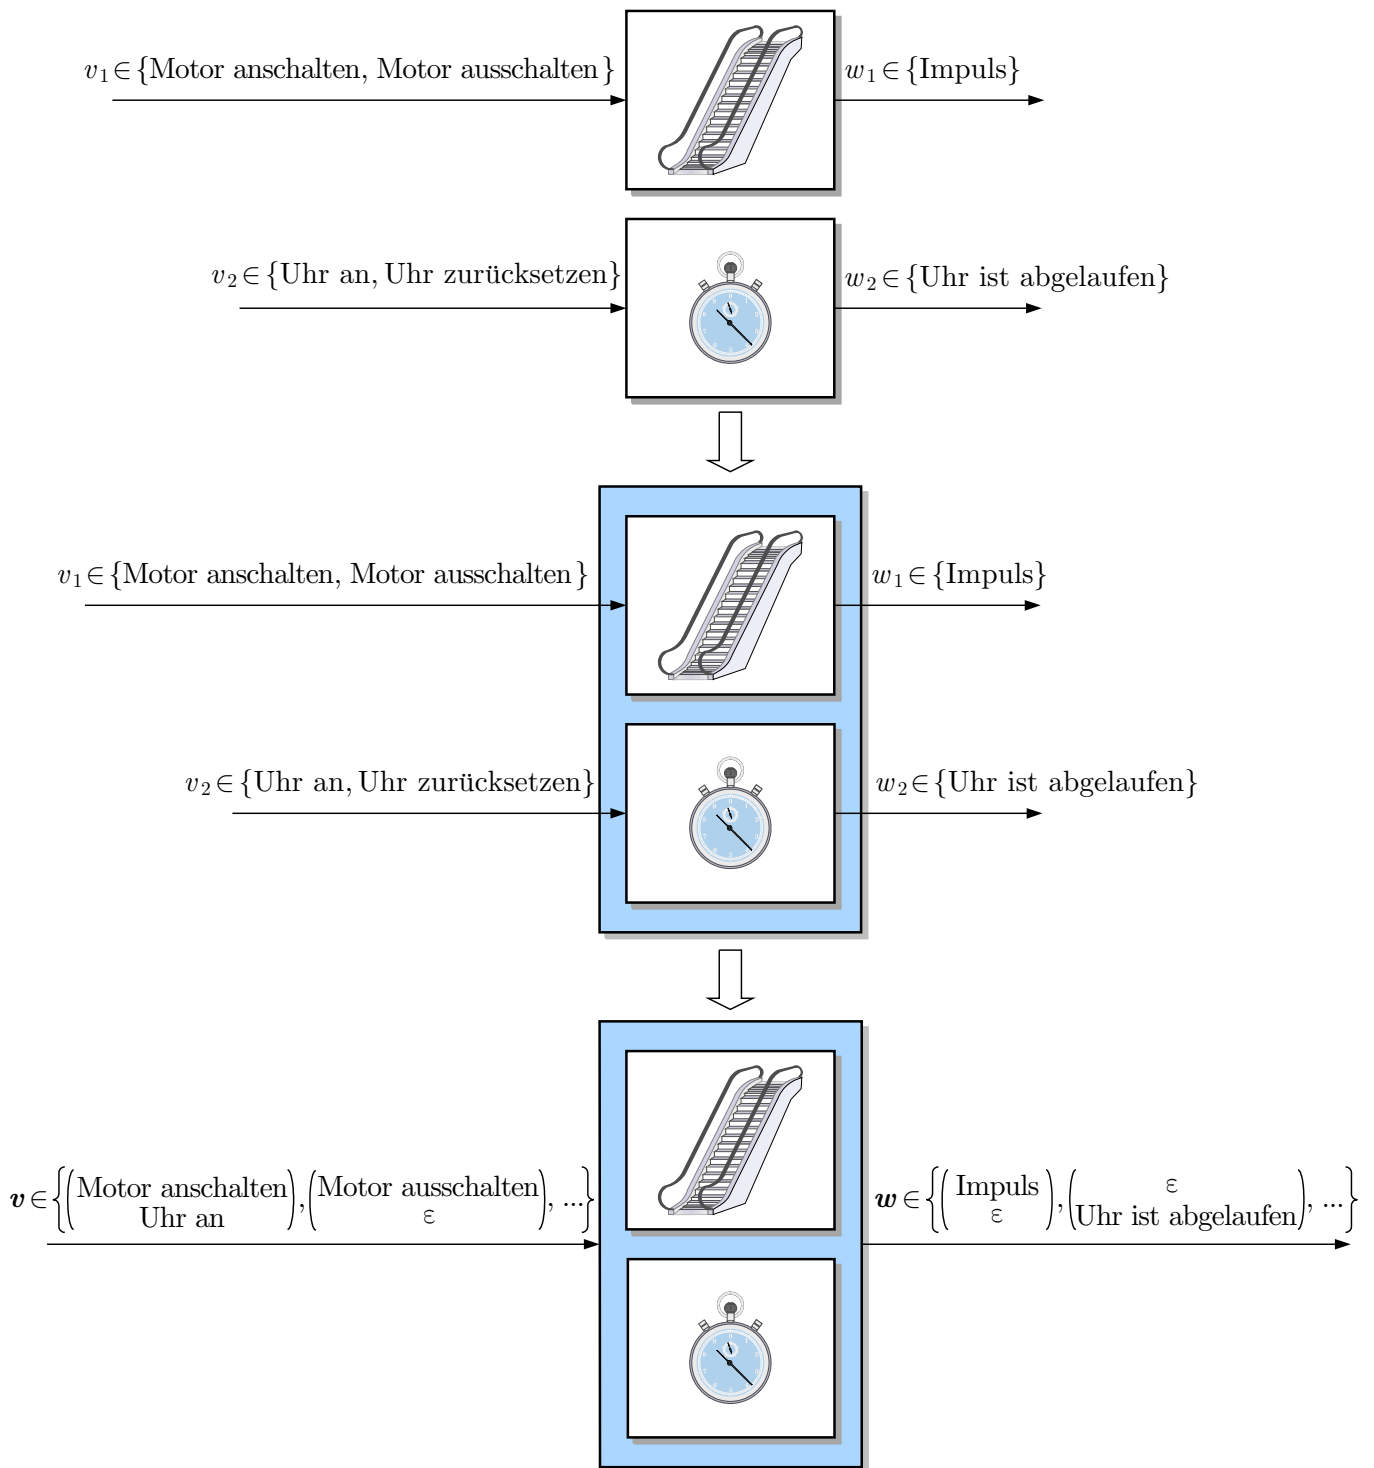 v₁ ∈ {Motor anschalten, Motor ausschalten}
w₁ ∈ {Impuls}
v₂ ∈ {Uhr an, Uhr zurücksetzen}
w₂ ∈ {Uhr ist abgelaufen}
v₁ ∈ {Motor anschalten, Motor ausschalten}
w₁ ∈ {Impuls}
v₂ ∈ {Uhr an, Uhr zurücksetzen}
w₂ ∈ {Uhr ist abgelaufen}
v ∈ {(Motor anschalten
Uhr an), (Motor ausschalten
ε), ...}
w ∈ {(Impuls
ε), (ε
Uhr ist abgelaufen), ...}